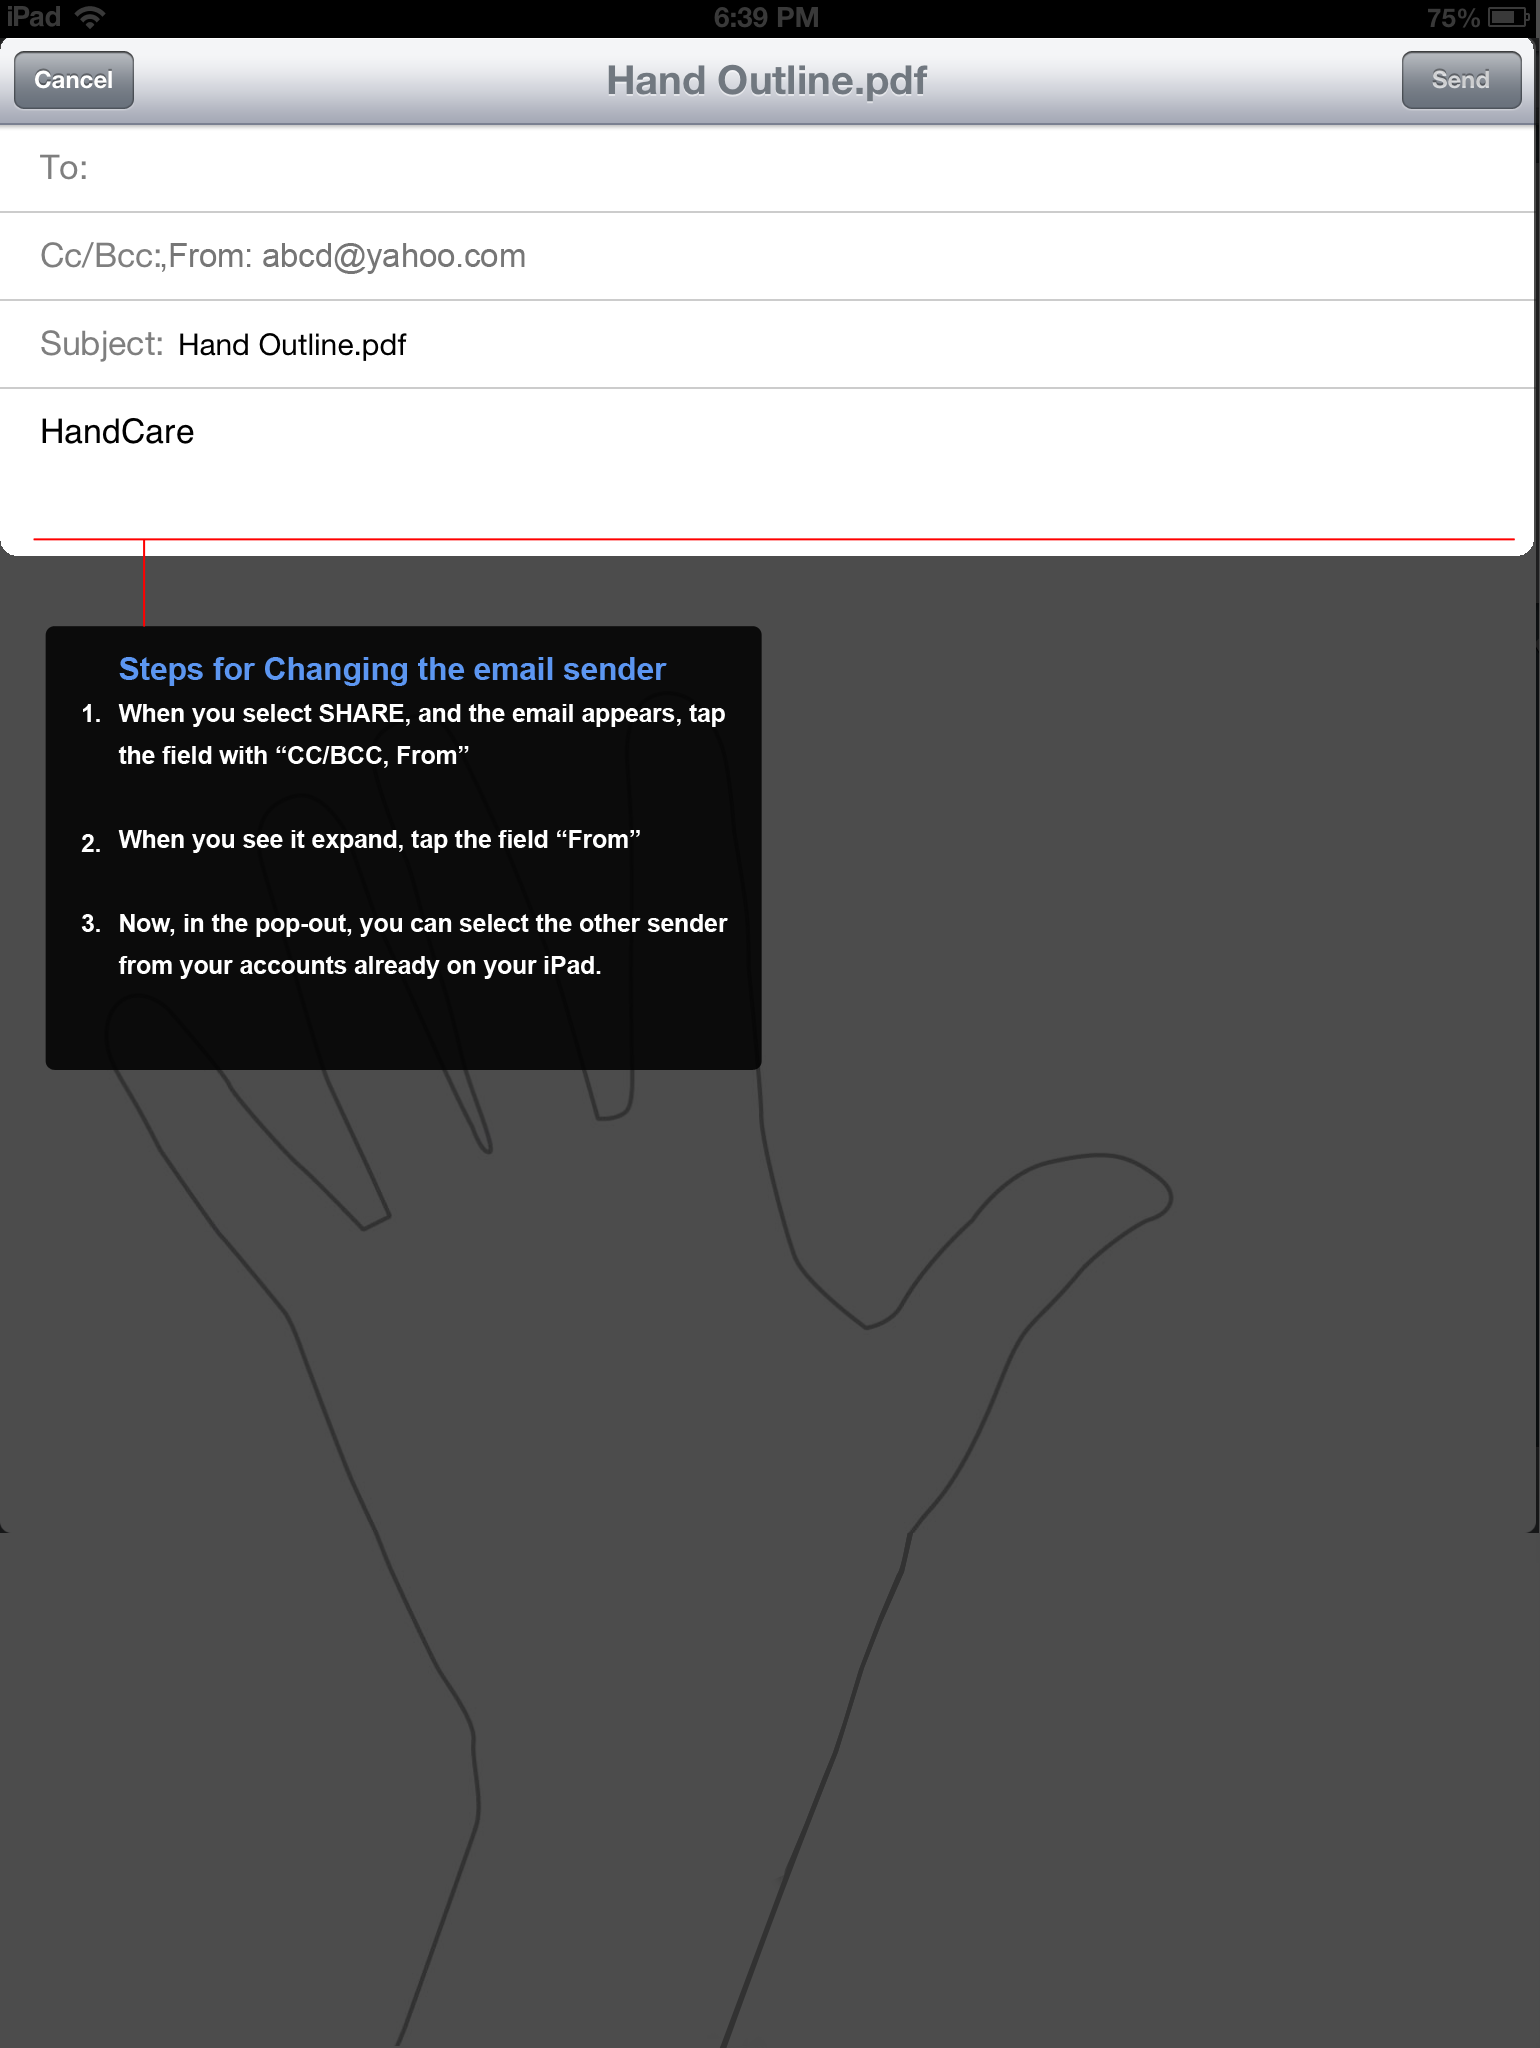 iPad 6:39 PM 75%
Cancel Hand Outline.pdf Send
To:
Cc/Bcc:,From: abcd@yahoo.com
Subject: Hand Outline.pdf
HandCare
Steps for Changing the email sender
1. When you select SHARE, and the email appears, tap
the field with “CC/BCC, From”
2. When you see it expand, tap the field “From”
3. Now, in the pop-out, you can select the other sender
from your accounts already on your iPad.